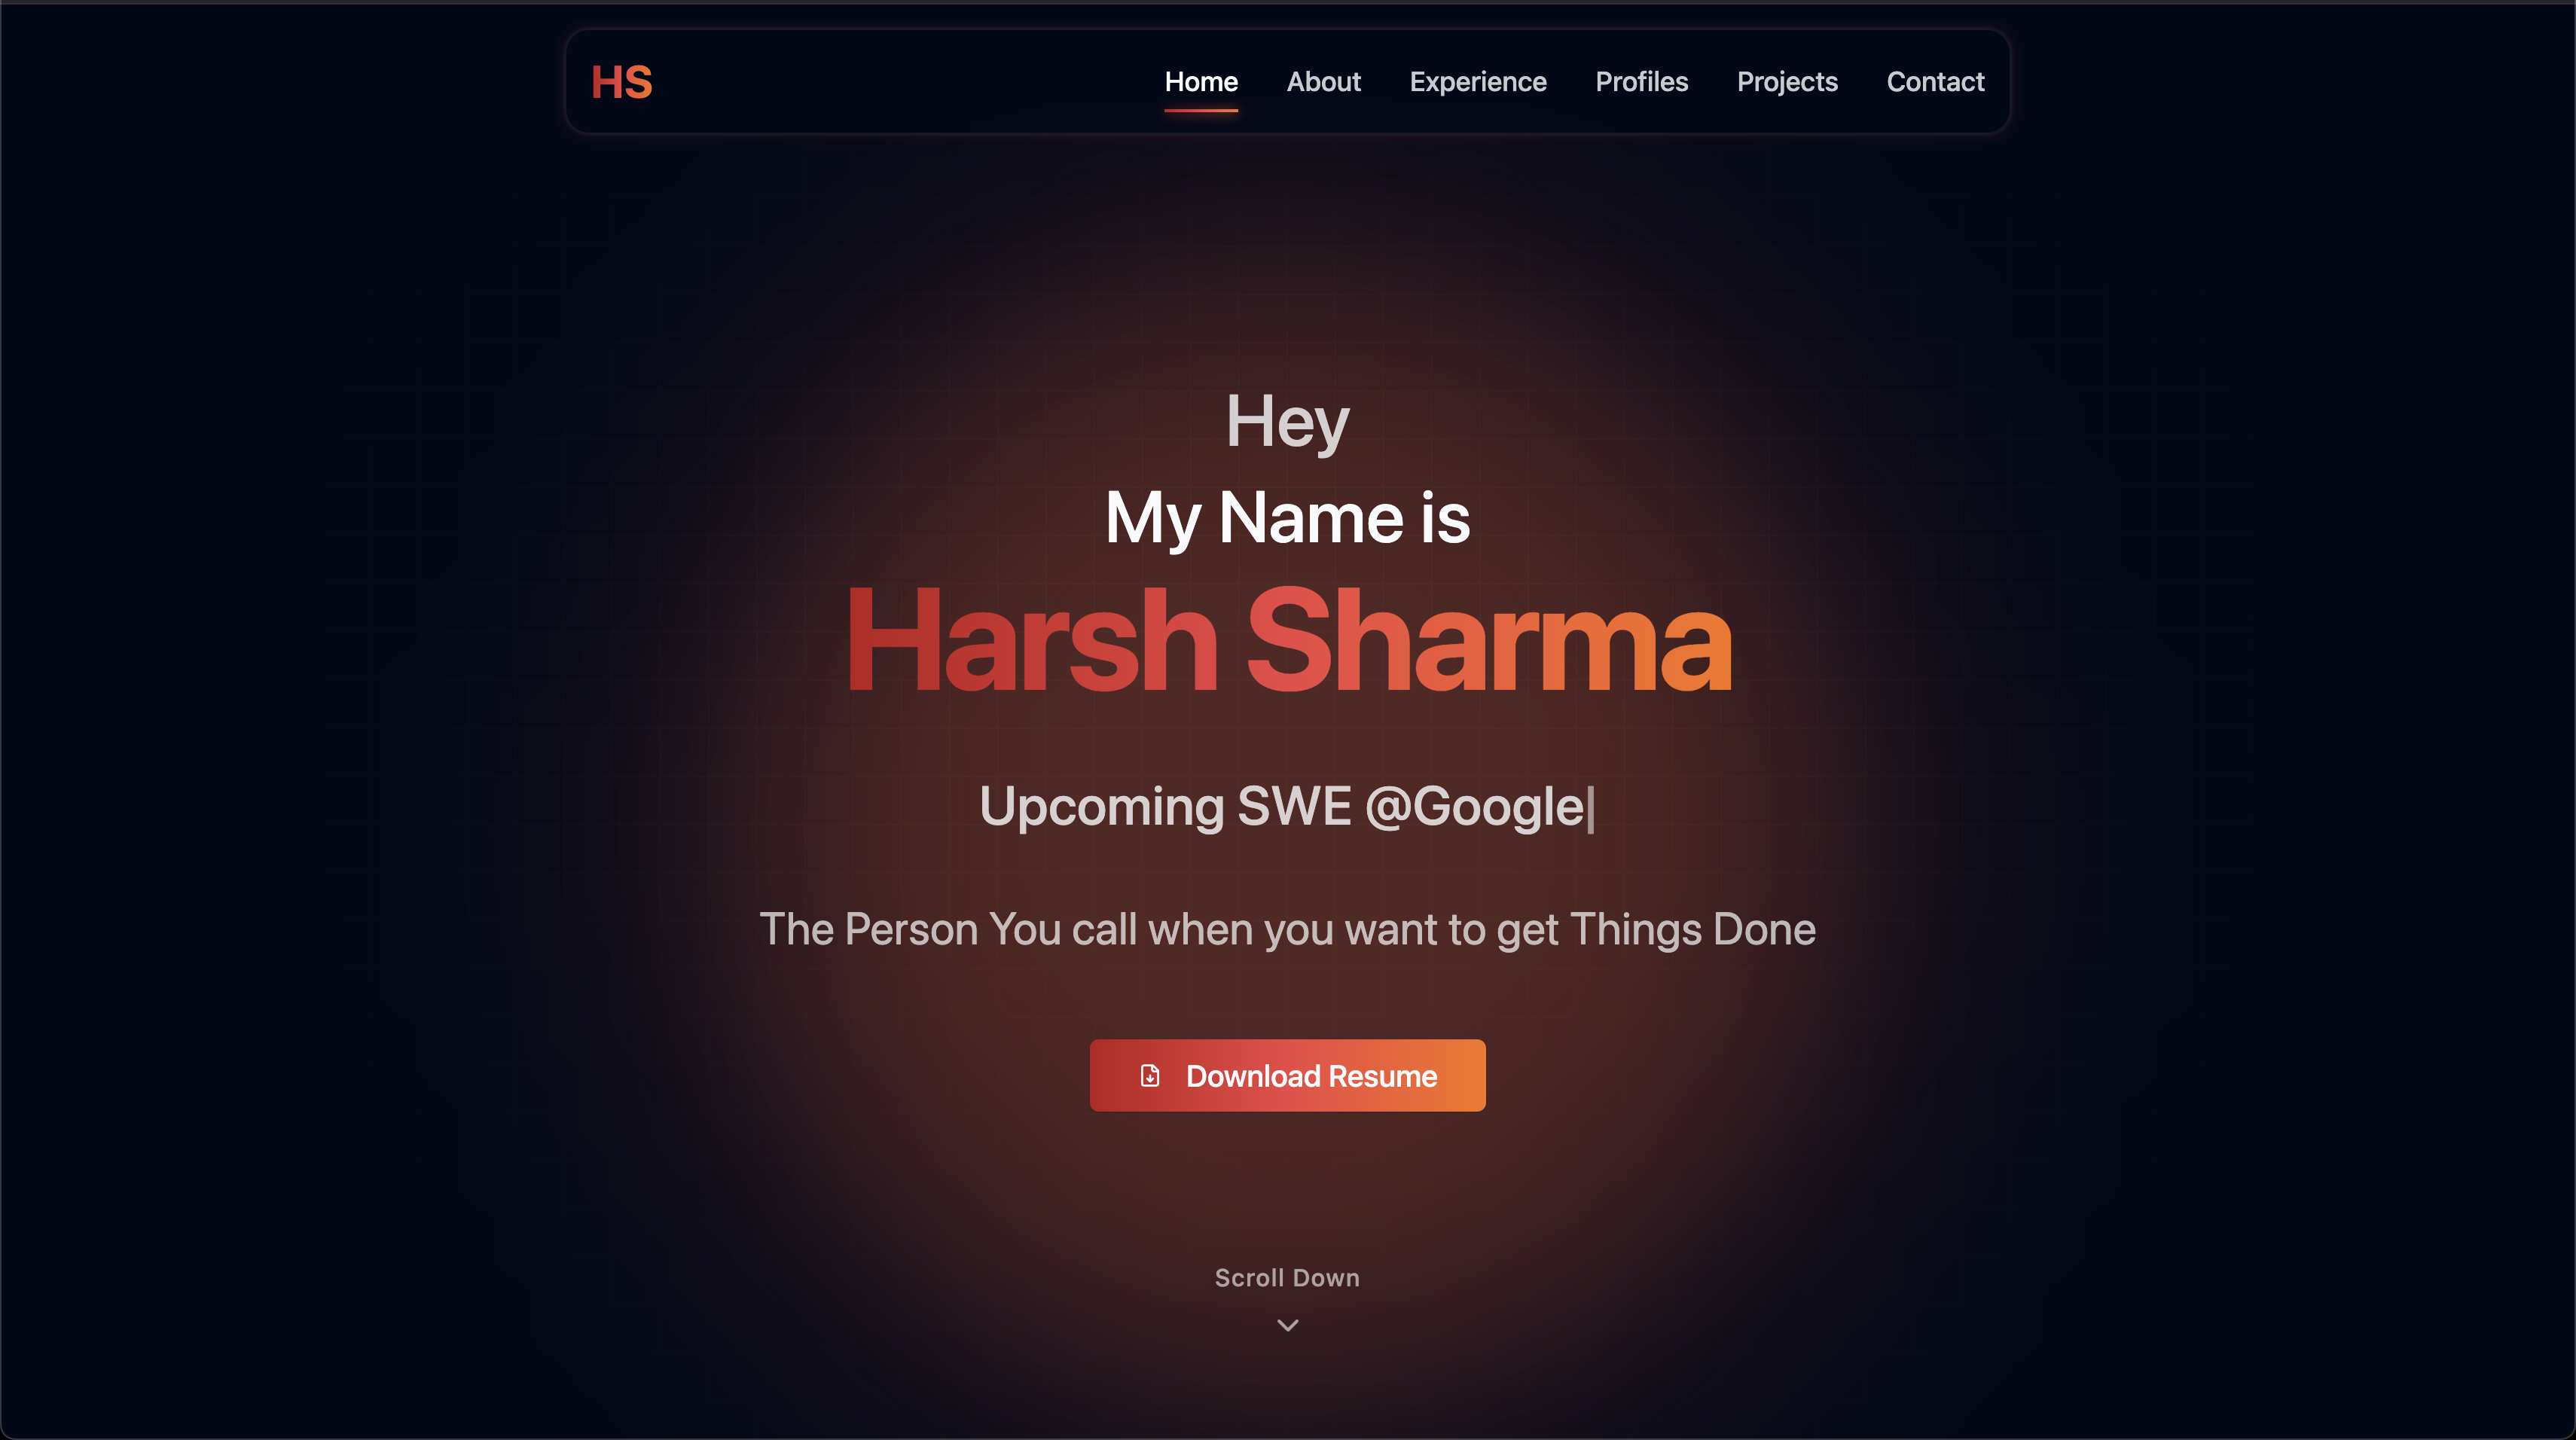 HS
Home About Experience Profiles Projects Contact
Hey
My Name is
Harsh Sharma
Upcoming SWE @Google|
The Person You call when you want to get Things Done
Download Resume
Scroll Down